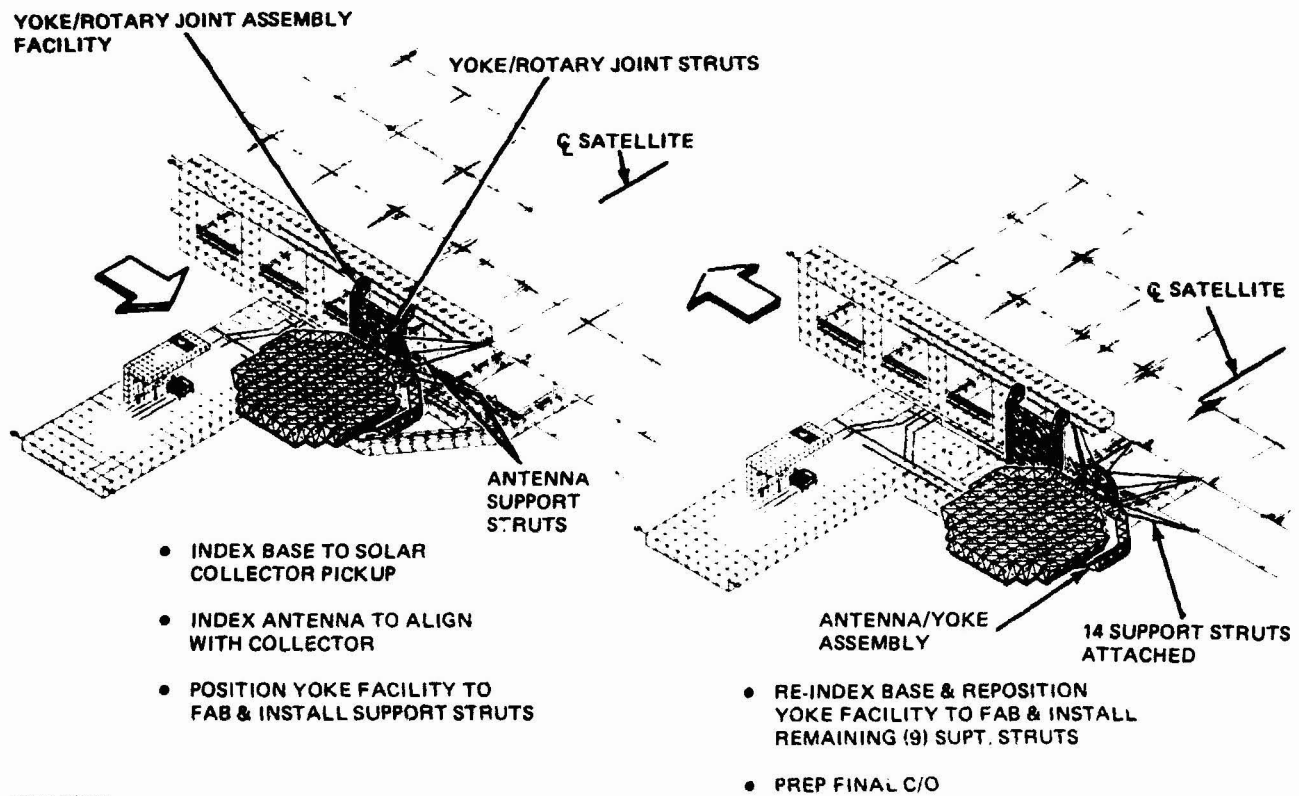 YOKE/ROTARY JOINT ASSEMBLY
FACILITY
YOKE/ROTARY JOINT STRUTS
℄ SATELLITE
ANTENNA
SUPPORT
STRUTS
• INDEX BASE TO SOLAR
COLLECTOR PICKUP
• INDEX ANTENNA TO ALIGN
WITH COLLECTOR
• POSITION YOKE FACILITY TO
FAB & INSTALL SUPPORT STRUTS
℄ SATELLITE
ANTENNA/YOKE
ASSEMBLY
14 SUPPORT STRUTS
ATTACHED
• RE-INDEX BASE & REPOSITION
YOKE FACILITY TO FAB & INSTALL
REMAINING (9) SUPT. STRUTS
• PREP FINAL C/O